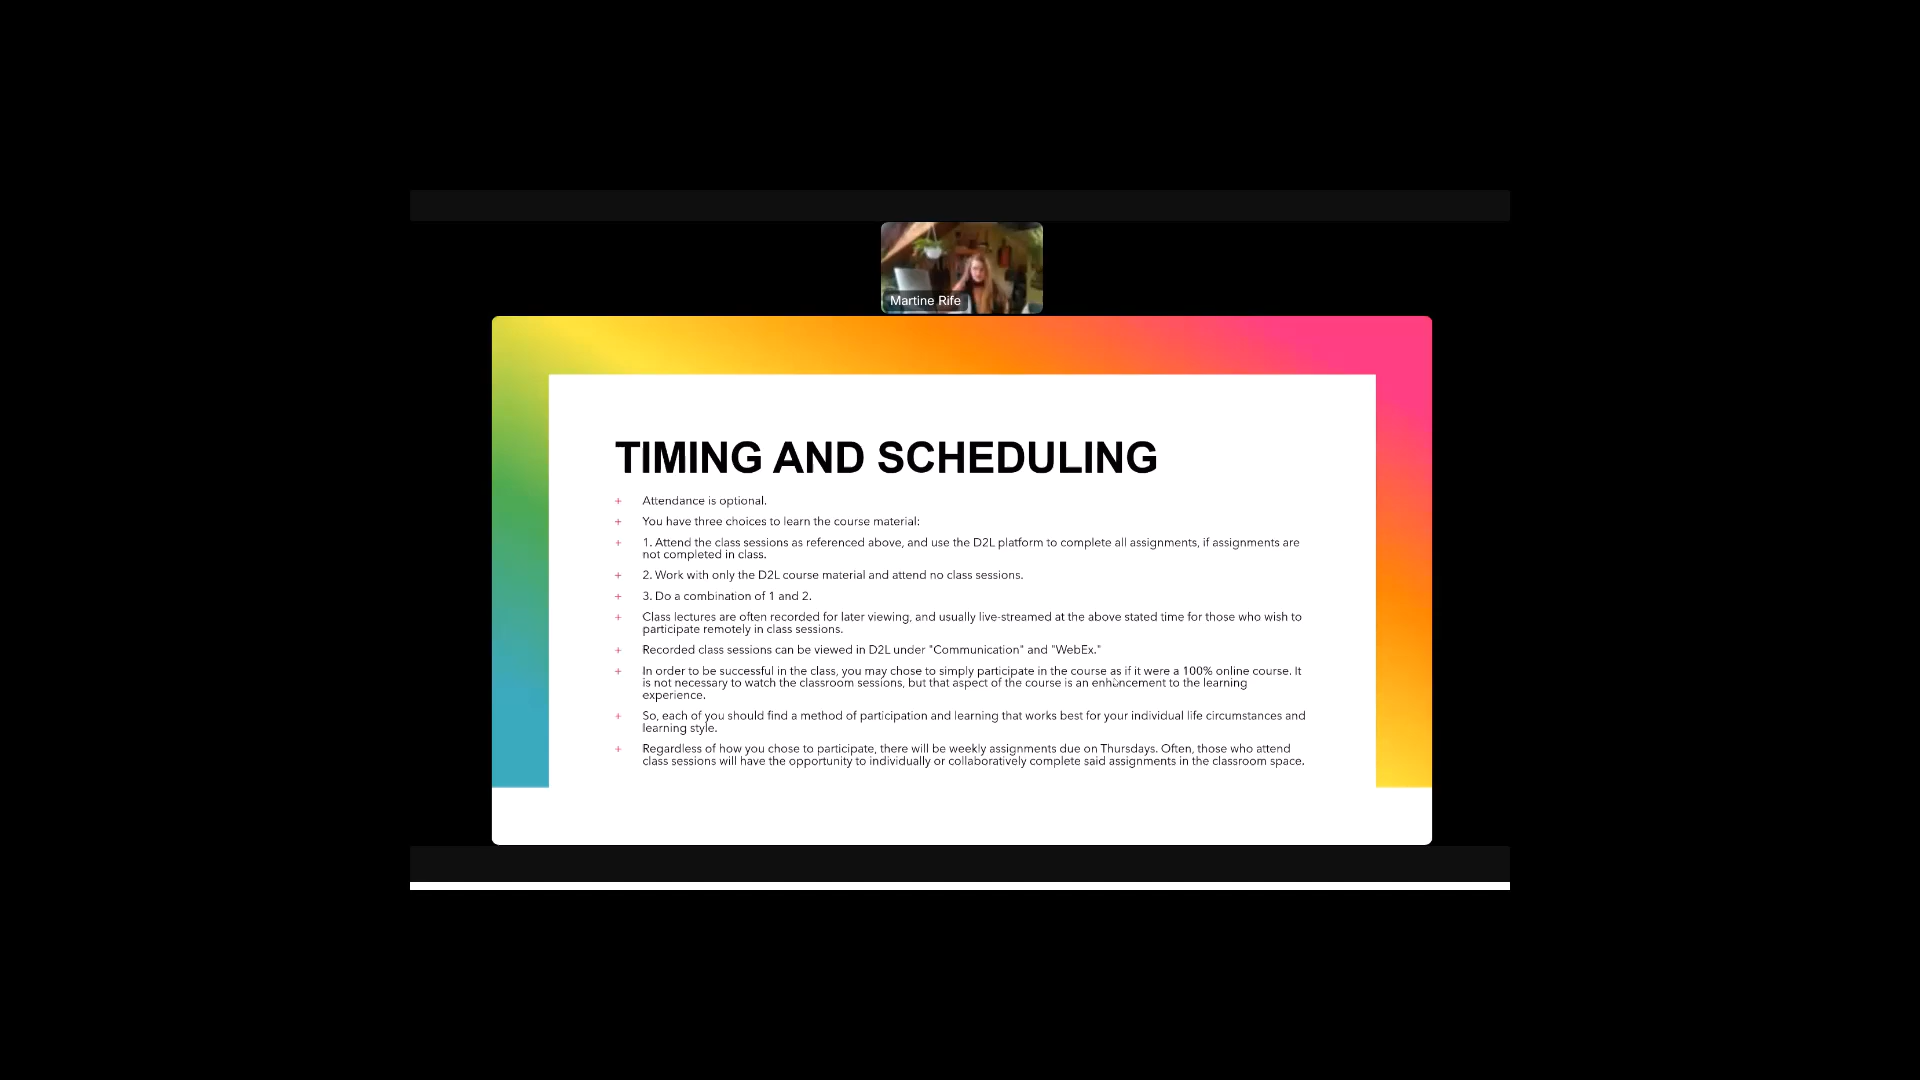 Martine Rife
TIMING AND SCHEDULING
+ Attendance is optional.
+ You have three choices to learn the course material:
+ 1. Attend the class sessions as referenced above, and use the D2L platform to complete all assignments, if assignments are
not completed in class.
+ 2. Work with only the D2L course material and attend no class sessions.
+ 3. Do a combination of 1 and 2.
+ Class lectures are often recorded for later viewing, and usually live-streamed at the above stated time for those who wish to
participate remotely in class sessions.
+ Recorded class sessions can be viewed in D2L under "Communication" and "WebEx."
+ In order to be successful in the class, you may chose to simply participate in the course as if it were a 100% online course. It
is not necessary to watch the classroom sessions, but that aspect of the course is an enhancement to the learning
experience.
+ So, each of you should find a method of participation and learning that works best for your individual life circumstances and
learning style.
+ Regardless of how you chose to participate, there will be weekly assignments due on Thursdays. Often, those who attend
class sessions will have the opportunity to individually or collaboratively complete said assignments in the classroom space.